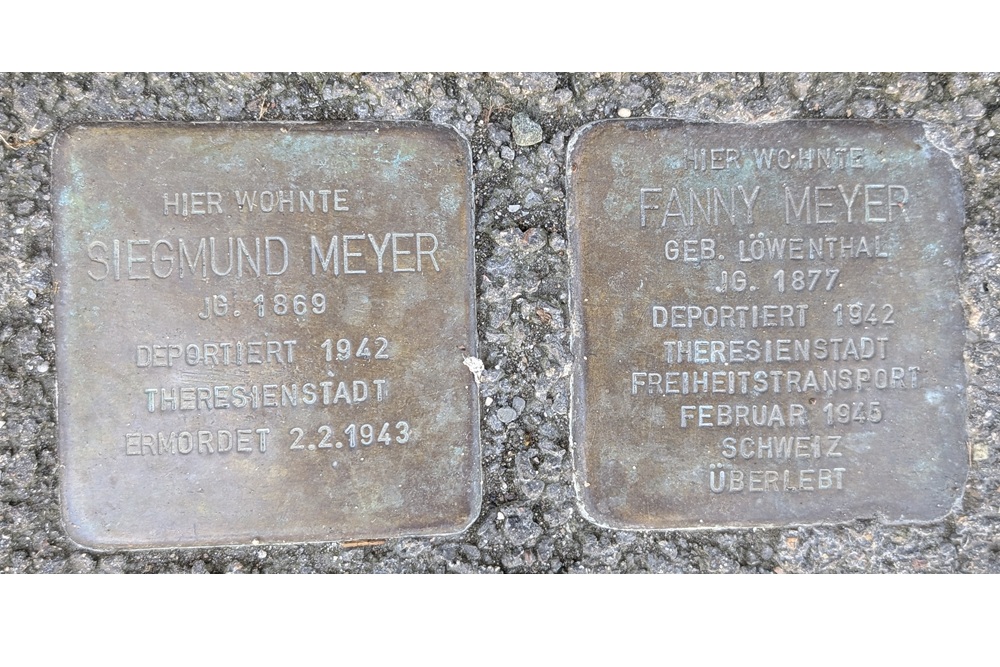 HIER WOHNTE
SIEGMUND MEYER
JG. 1869
DEPORTIERT 1942
THERESIENSTADT
ERMORDET 2.2.1943
HIER WOHNTE
FANNY MEYER
GEB. LÖWENTHAL
JG. 1877
DEPORTIERT 1942
THERESIENSTADT
FREIHEITSTRANSPORT
FEBRUAR 1945
SCHWEIZ
ÜBERLEBT